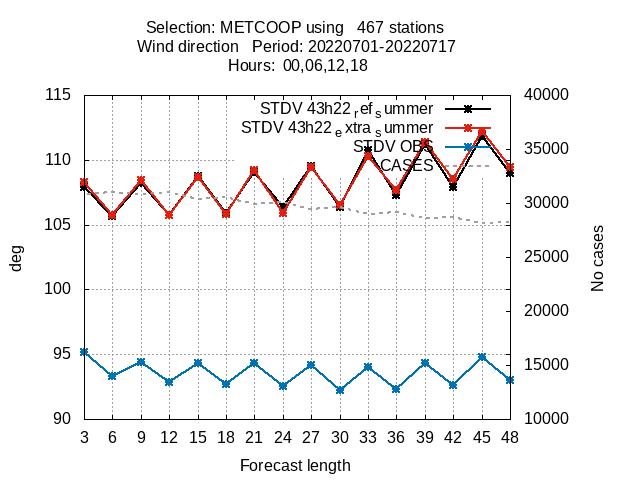 Selection: METCOOP using   467 stations
Wind direction   Period: 20220701-20220717
Hours: 00,06,12,18
115
110
105
100
95
90
40000
35000
30000
25000
20000
15000
10000
STDV 43h22refsummer
STDV 43h22extrasummer
STDV OBS
CASES
deg
No cases
3 6 9 12 15 18 21 24 27 30 33 36 39 42 45 48
Forecast length